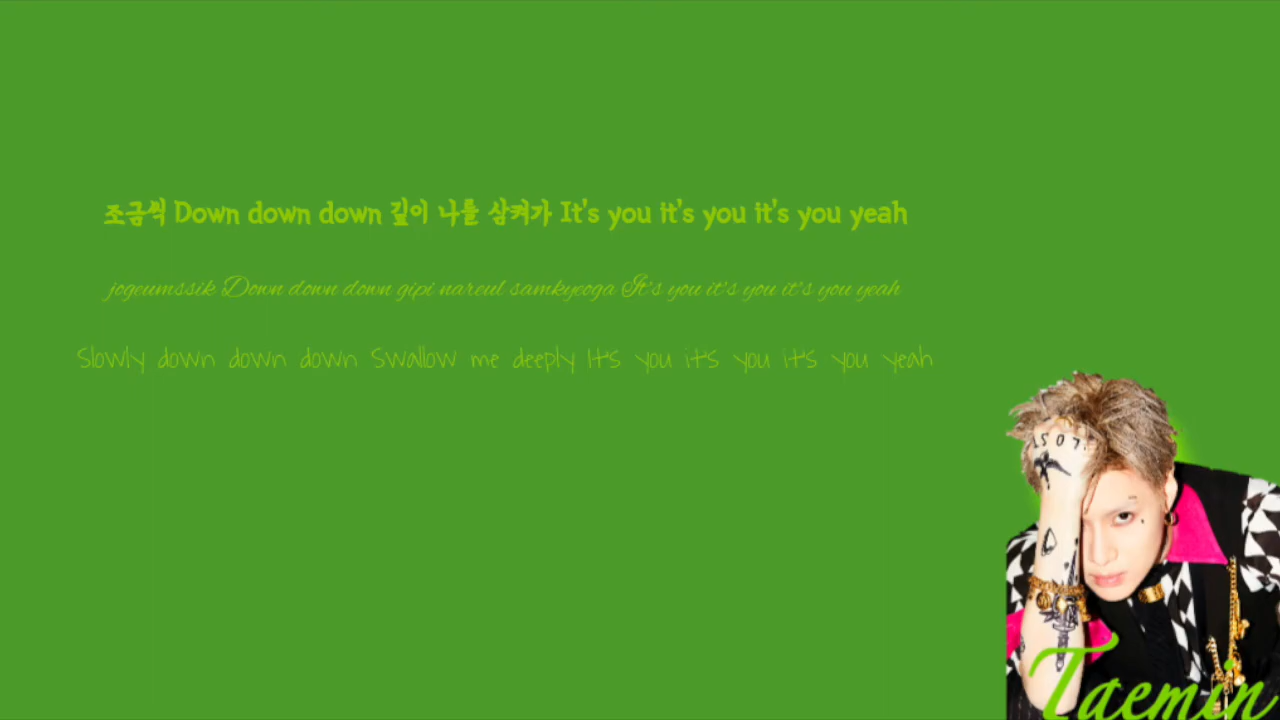 조금씩 Down down down 깊이 나를 삼켜가 It's you it's you it's you yeah
jogeumssik Down down down gipi nareul samkyeoga It's you it's you it's you yeah
Slowly down down down Swallow me deeply It's you it's you it's you yeah
LOST
Taemin